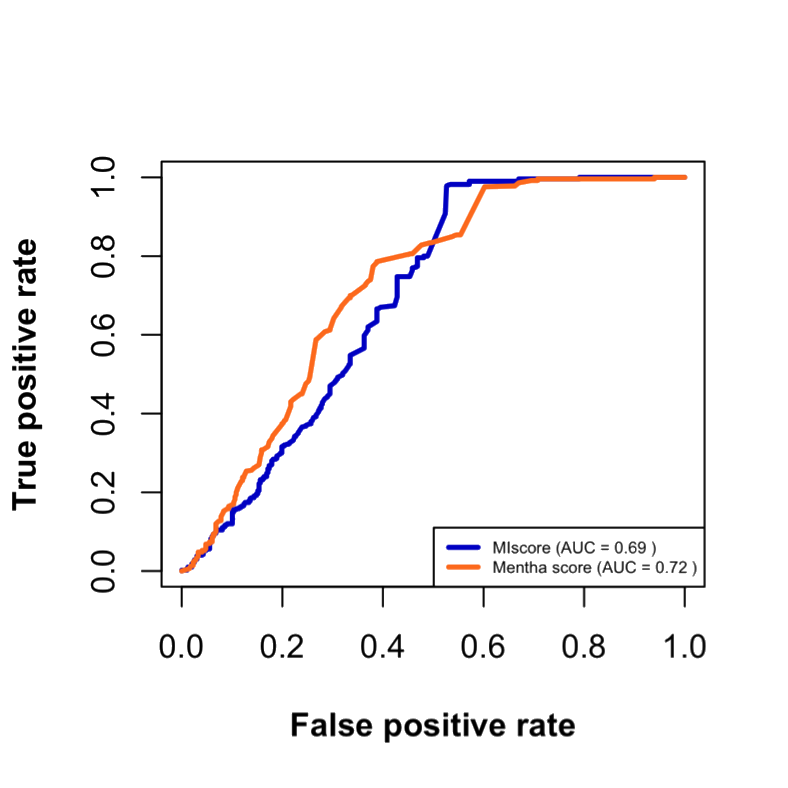 True positive rate
1.0
0.8
0.6
0.4
0.2
0.0
MIscore (AUC = 0.69 )
Mentha score (AUC = 0.72 )
0.0 0.2 0.4 0.6 0.8 1.0
False positive rate